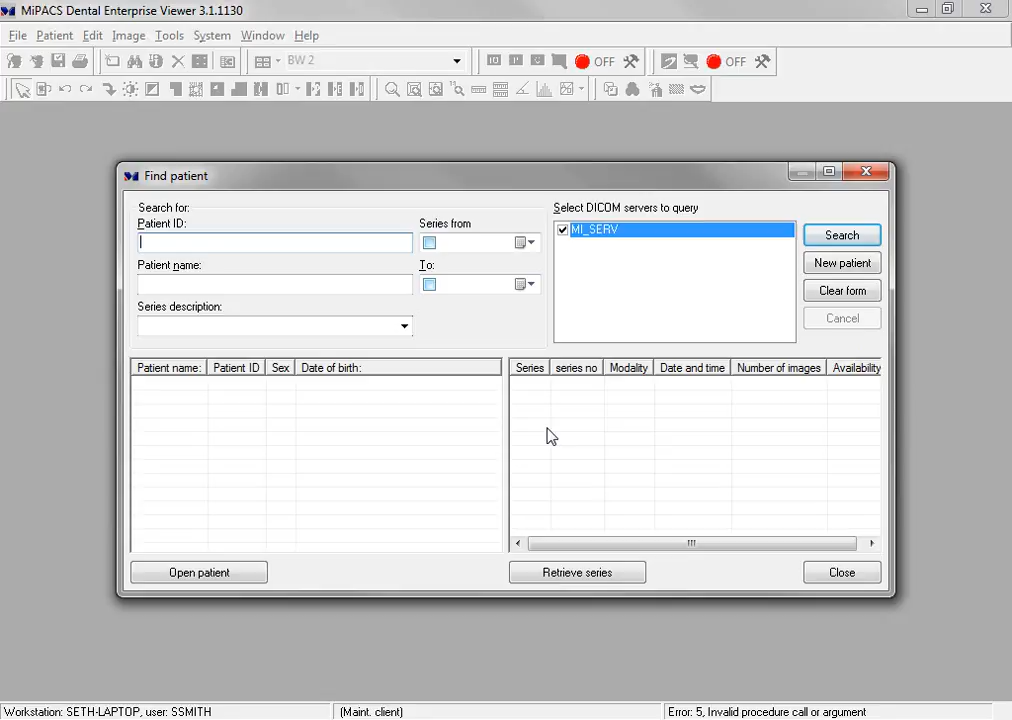 MiPACS Dental Enterprise Viewer 3.1.1130
File Patient Edit Image Tools System Window Help
BW 2 OFF OFF
Find patient
Search for:
Patient ID: Series from
Patient name: To:
Series description:
Select DICOM servers to query
MI_SERV
Search
New patient
Clear form
Cancel
Patient name: Patient ID Sex Date of birth:
Series series no Modality Date and time Number of images Availability
Open patient Retrieve series Close
Workstation: SETH-LAPTOP, user: SSMITH (Maint. client) Error: 5, Invalid procedure call or argument